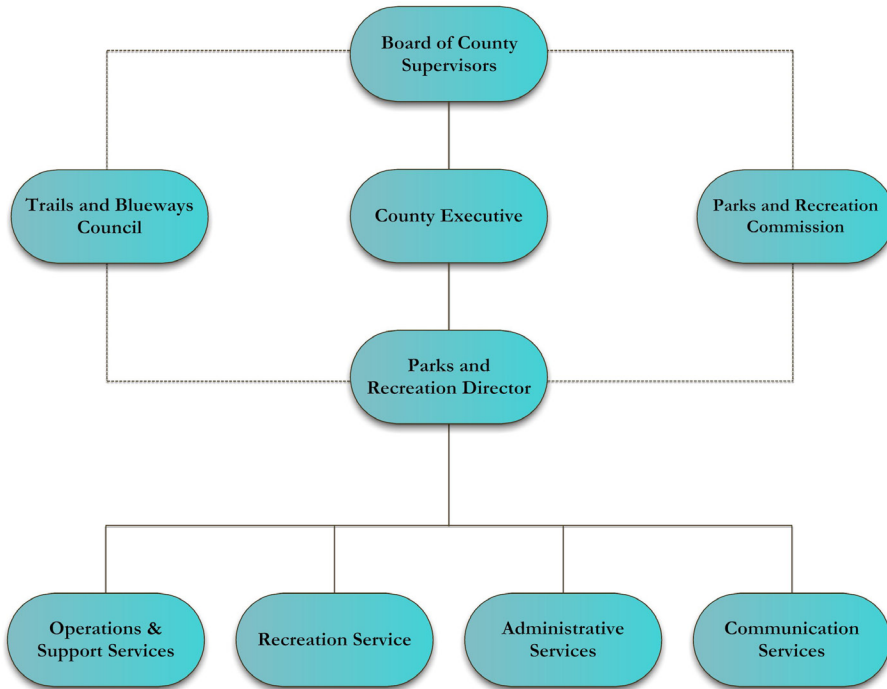 Board of County
Supervisors
Trails and Blueways
Council
County Executive
Parks and Recreation
Commission
Parks and
Recreation Director
Operations &
Support Services
Recreation Service
Administrative
Services
Communication
Services